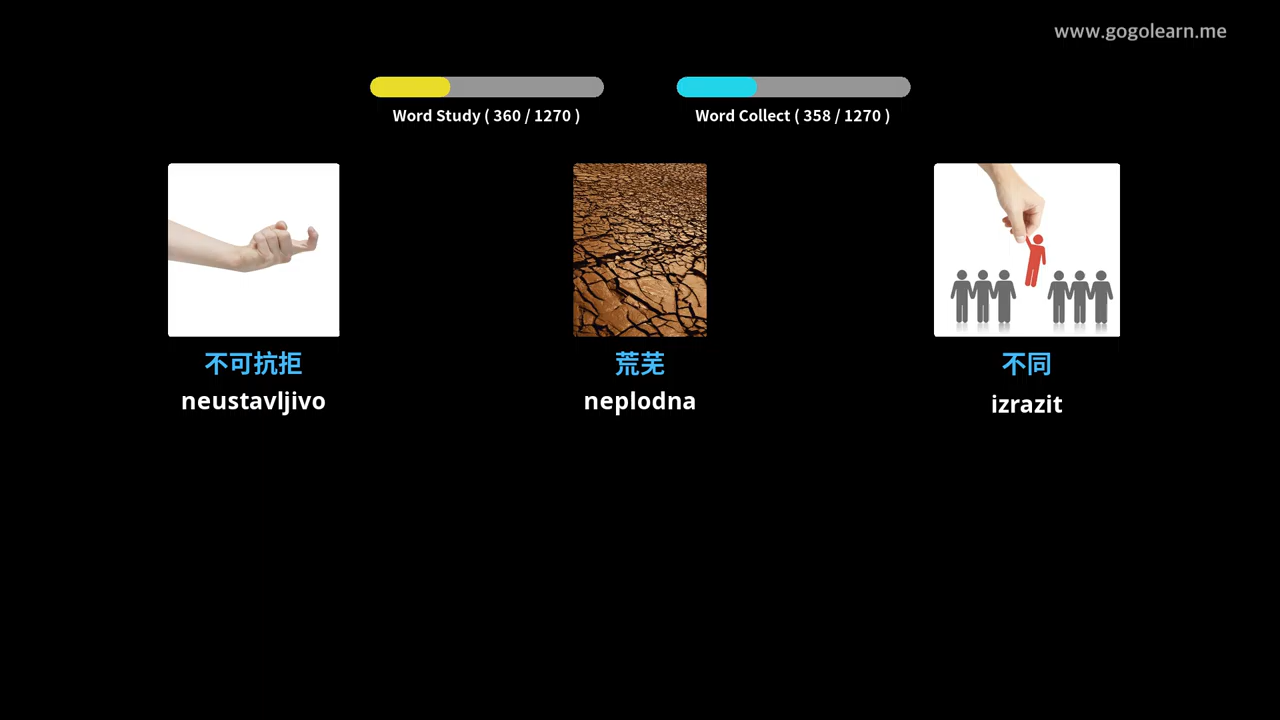 www.gogolearn.me
Word Study ( 360 / 1270 )
Word Collect ( 358 / 1270 )
不可抗拒
neustavljivo
荒芜
neplodna
不同
izrazit